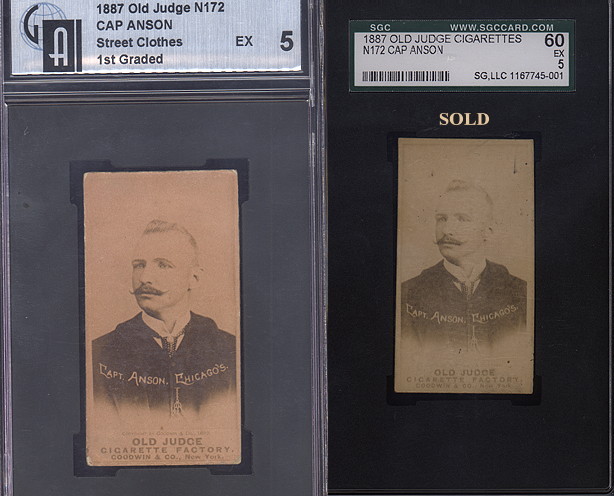 GA
1887 Old Judge N172
CAP ANSON
Street Clothes EX 5
1st Graded
CAPT. ANSON. CHICAGO'S.
OLD JUDGE
CIGARETTE FACTORY.
GOODWIN & CO., New York.
SGC WWW.SGCCARD.COM
1887 OLD JUDGE CIGARETTES 60
N172 CAP ANSON EX
5
SG,LLC 1167745-001
SOLD
CAPT. ANSON. CHICAGO'S.
OLD JUDGE
CIGARETTE FACTORY.
GOODWIN & CO., New York.